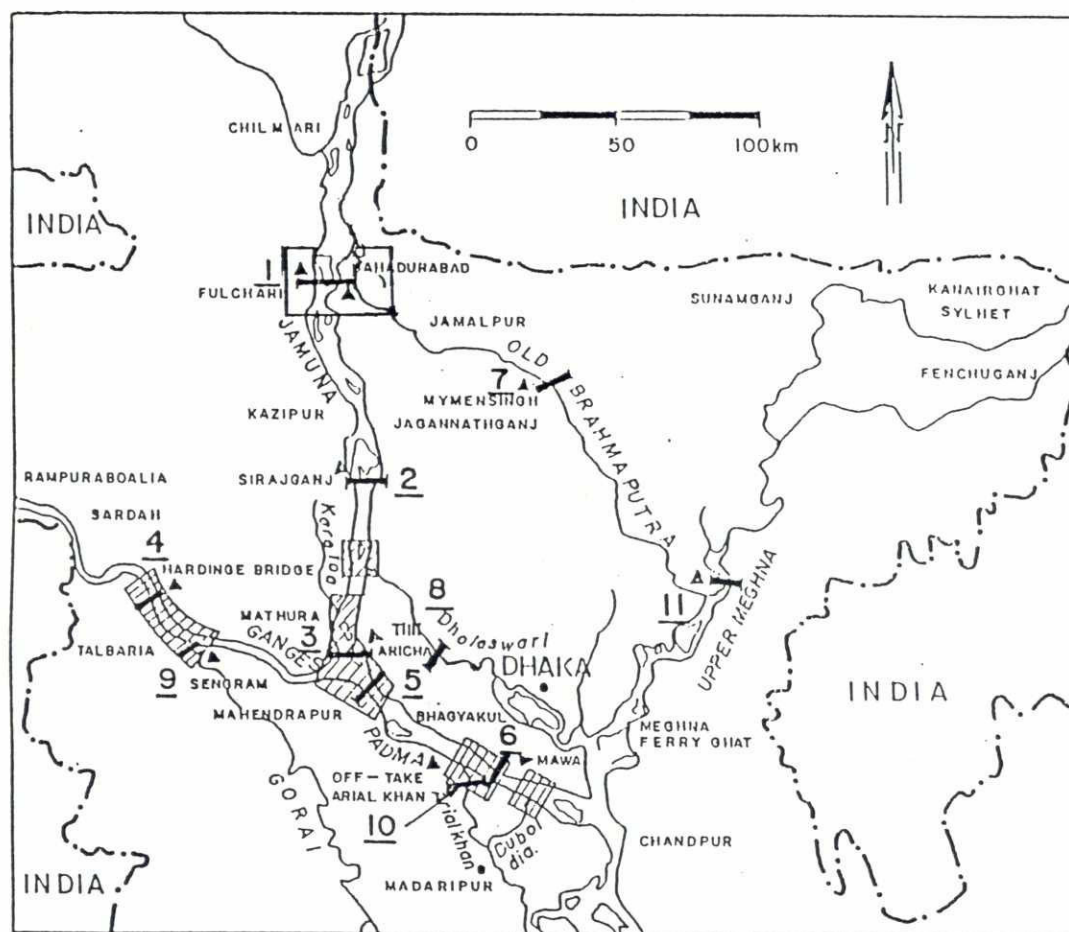 CHILMARI
0 50 100km
INDIA
INDIA
1
BAHADURABAD
FULCHARI
SUNAMGANJ
KANAIRGHAT
SYLHET
JAMALPUR
JAMUNA
OLD BRAHMAPUTRA
FENCHUGANJ
7
MYMENSINGH
JAGANNATHGANJ
KAZIPUR
SIRAJGANJ
2
RAMPURABOALIA
SARDAH
4
HARDINGE BRIDGE
8
Dholeswari
11
UPPER MEGHNA
MATHURA
3
GANGES
ARICHA
DHAKA
TALBARIA
9
SENGRAM
5
INDIA
MAHENDRAPUR
BHAGYAKUL
MEGHNA
FERRY GHAT
PADMA
6
MAWA
OFF-TAKE
ARIAL KHAN
Arialkhan
10
GORAI
CHANDPUR
INDIA
MADARIPUR